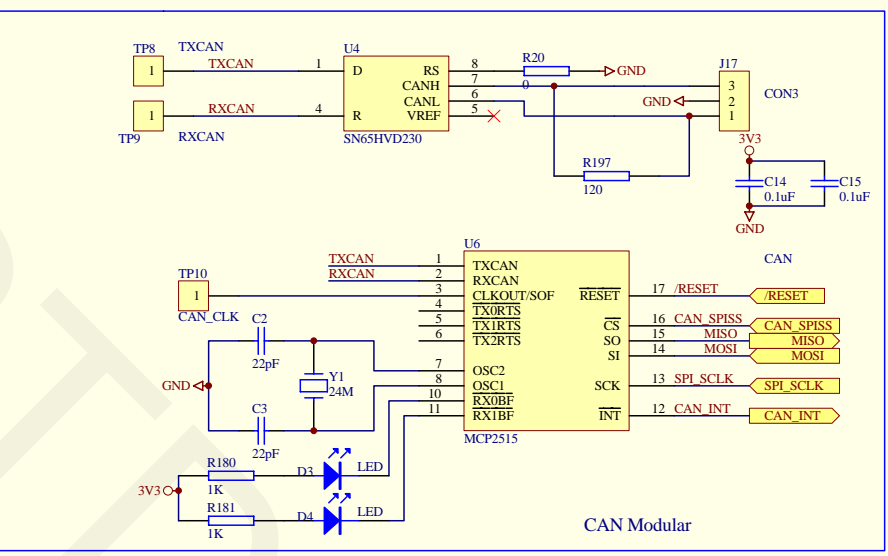 TP8 TXCAN
1 TXCAN 1
TP9 RXCAN
1 RXCAN 4
U4
D RS 8
CANH 7
CANL 6
R VREF 5
SN65HVD230
R20
0
GND
J17
3
GND 2
1
CON3
R197
120
3V3
C14
0.1uF
C15
0.1uF
GND
CAN
U6
TXCAN 1 TXCAN
RXCAN 2 RXCAN
TP10
1 3 CLKOUT/SOF
CAN_CLK
4 TX0RTS
5 TX1RTS
6 TX2RTS
7 OSC2
8 OSC1
10 RX0BF
11 RX1BF
MCP2515
RESET 17 /RESET /RESET
CS 16 CAN_SPISS CAN_SPISS
SO 15 MISO MISO
SI 14 MOSI MOSI
SCK 13 SPI_SCLK SPI_SCLK
INT 12 CAN_INT CAN_INT
C2
22pF
GND
Y1
24M
C3
22pF
R180
1K
D3 LED
3V3
R181
1K
D4 LED
CAN Modular